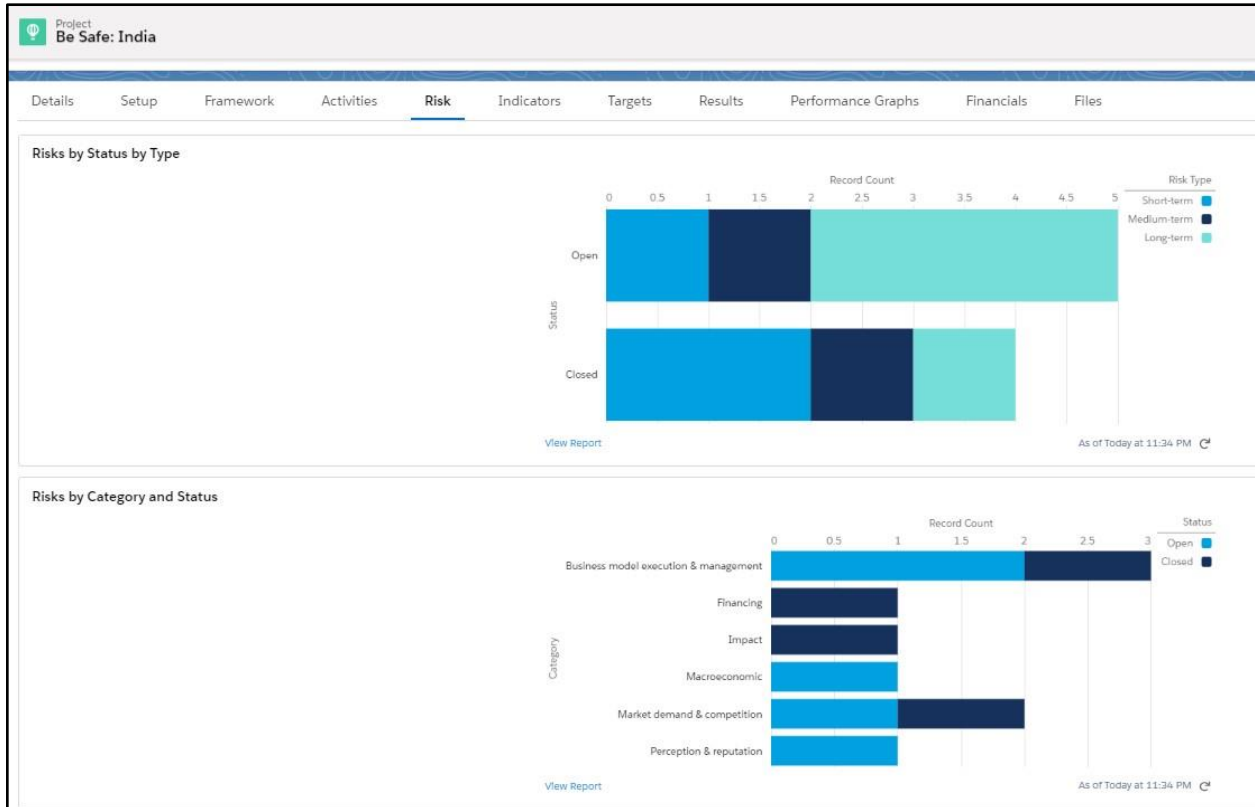 Project
Be Safe: India
Details Setup Framework Activities Risk Indicators Targets Results Performance Graphs Financials Files
Risks by Status by Type
Record Count
0 0.5 1 1.5 2 2.5 3 3.5 4 4.5 5
Risk Type
Short-term
Medium-term
Long-term
Status
Open
Closed
View Report
As of Today at 11:34 PM
Risks by Category and Status
Record Count
0 0.5 1 1.5 2 2.5 3
Status
Open
Closed
Category
Business model execution & management
Financing
Impact
Macroeconomic
Market demand & competition
Perception & reputation
View Report
As of Today at 11:34 PM